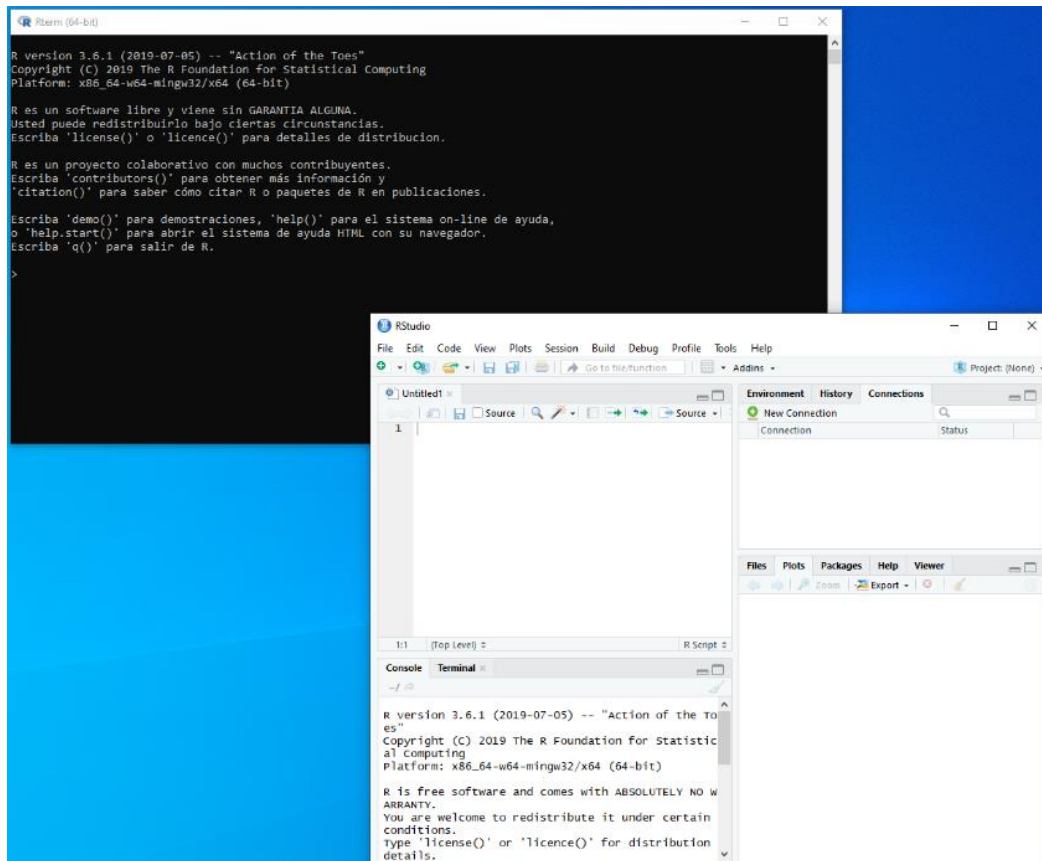 Rterm (64-bit)
R version 3.6.1 (2019-07-05) -- "Action of the Toes"
Copyright (C) 2019 The R Foundation for Statistical Computing
Platform: x86_64-w64-mingw32/x64 (64-bit)
R es un software libre y viene sin GARANTIA ALGUNA.
Usted puede redistribuirlo bajo ciertas circunstancias.
Escriba 'license()' o 'licence()' para detalles de distribucion.
R es un proyecto colaborativo con muchos contribuyentes.
Escriba 'contributors()' para obtener más información y
'citation()' para saber cómo citar R o paquetes de R en publicaciones.
Escriba 'demo()' para demostraciones, 'help()' para el sistema on-line de ayuda,
o 'help.start()' para abrir el sistema de ayuda HTML con su navegador.
Escriba 'q()' para salir de R.
>
RStudio
File Edit Code View Plots Session Build Debug Profile Tools Help
Go to file/function Addins Project: (None)
Untitled1
Source Source
1
1:1 (Top Level) R Script
Console Terminal
~/
R version 3.6.1 (2019-07-05) -- "Action of the To
es"
Copyright (C) 2019 The R Foundation for Statistic
al Computing
Platform: x86_64-w64-mingw32/x64 (64-bit)
R is free software and comes with ABSOLUTELY NO W
ARRANTY.
You are welcome to redistribute it under certain
conditions.
Type 'license()' or 'licence()' for distribution
details.
Environment History Connections
New Connection
Connection Status
Files Plots Packages Help Viewer
Zoom Export